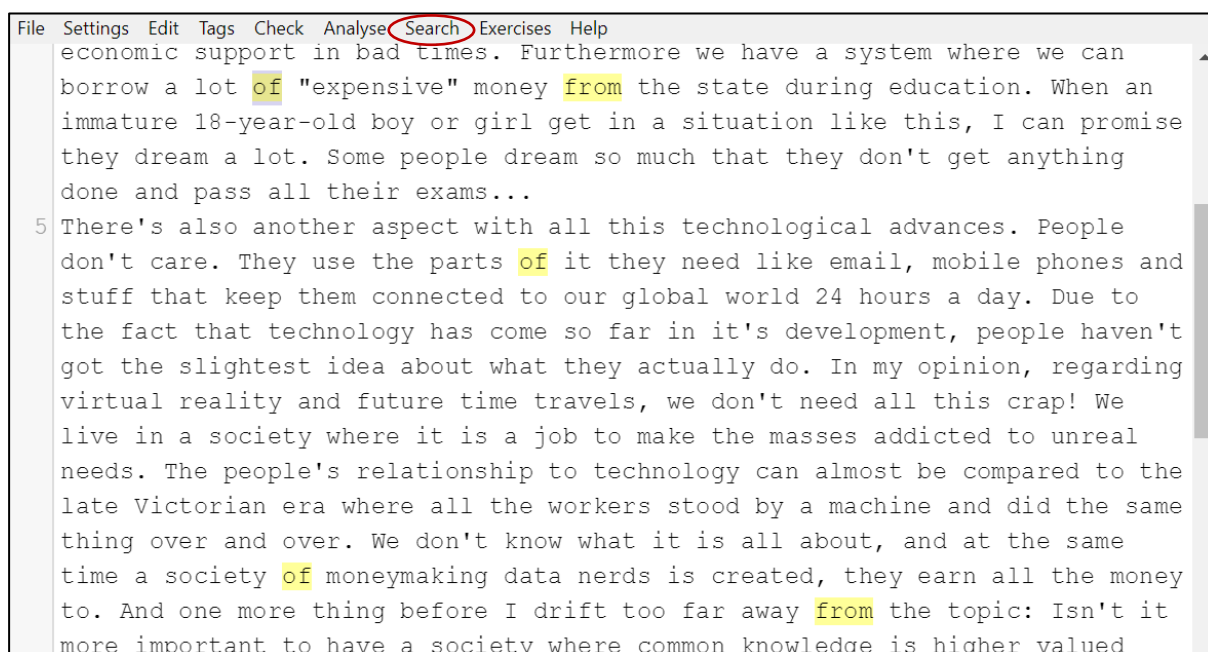 File Settings Edit Tags Check Analyse Search Exercises Help
economic support in bad times. Furthermore we have a system where we can
borrow a lot of "expensive" money from the state during education. When an
immature 18-year-old boy or girl get in a situation like this, I can promise
they dream a lot. Some people dream so much that they don't get anything
done and pass all their exams...
5 There's also another aspect with all this technological advances. People
don't care. They use the parts of it they need like email, mobile phones and
stuff that keep them connected to our global world 24 hours a day. Due to
the fact that technology has come so far in it's development, people haven't
got the slightest idea about what they actually do. In my opinion, regarding
virtual reality and future time travels, we don't need all this crap! We
live in a society where it is a job to make the masses addicted to unreal
needs. The people's relationship to technology can almost be compared to the
late Victorian era where all the workers stood by a machine and did the same
thing over and over. We don't know what it is all about, and at the same
time a society of moneymaking data nerds is created, they earn all the money
to. And one more thing before I drift too far away from the topic: Isn't it
more important to have a society where common knowledge is higher valued